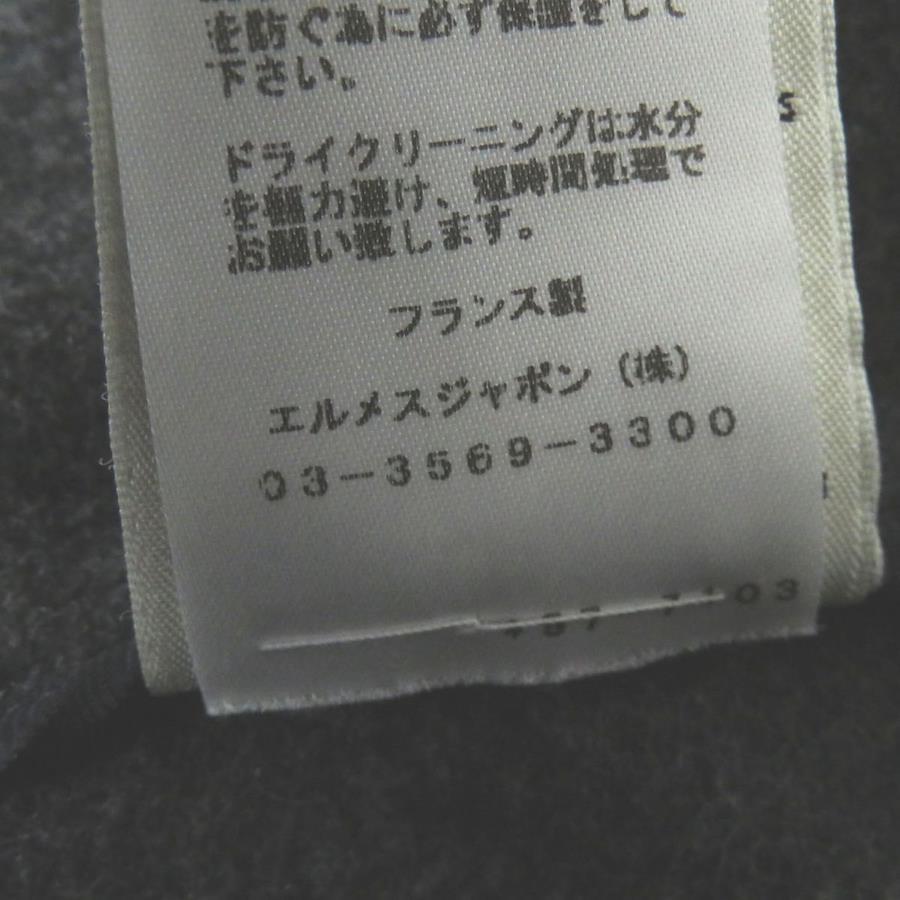 を防ぐ為に必ず保湿をして
下さい。
ドライクリーニングは水分
を極力避け、短時間処理で
お願い致します。
フランス製
エルメスジャポン（株）
03-3569-3300
S